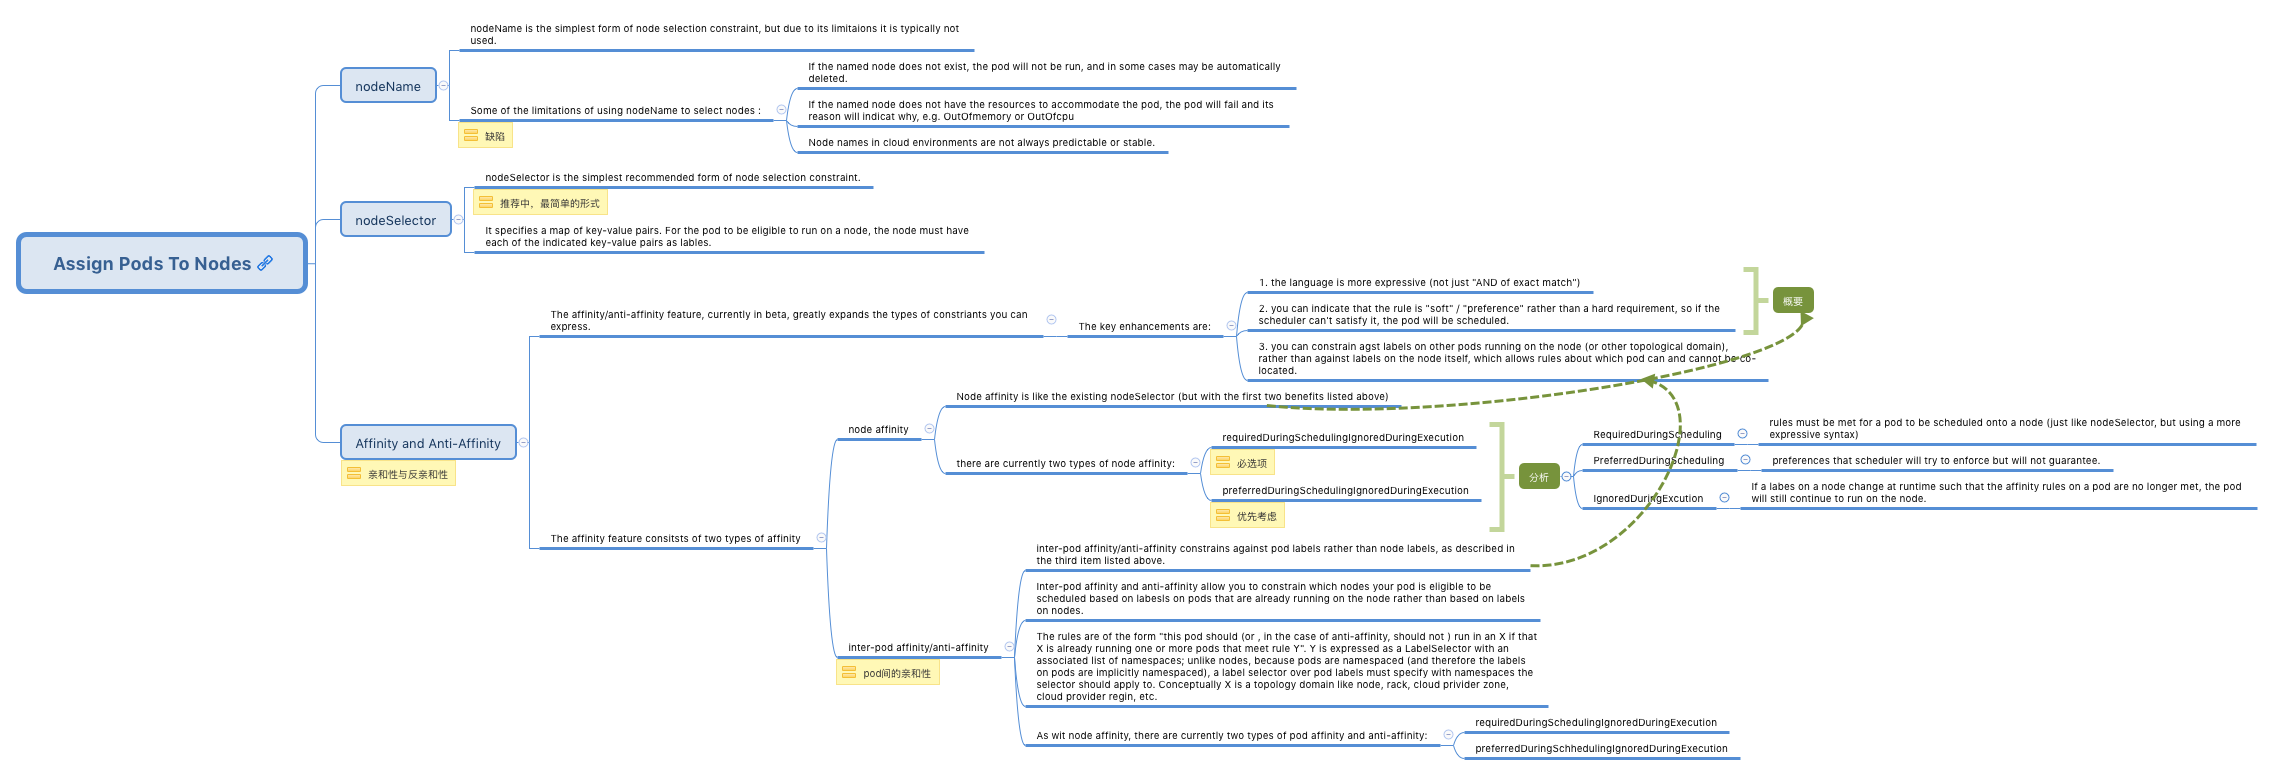 Assign Pods To Nodes
nodeName
nodeName is the simplest form of node selection constraint, but due to its limitaions it is typically not
used.
Some of the limitations of using nodeName to select nodes :
缺陷
If the named node does not exist, the pod will not be run, and in some cases may be automatically
deleted.
If the named node does not have the resources to accommodate the pod, the pod will fail and its
reason will indicat why, e.g. OutOfmemory or OutOfcpu
Node names in cloud environments are not always predictable or stable.
nodeSelector
nodeSelector is the simplest recommended form of node selection constraint.
推荐中，最简单的形式
It specifies a map of key-value pairs. For the pod to be eligible to run on a node, the node must have
each of the indicated key-value pairs as lables.
Affinity and Anti-Affinity
亲和性与反亲和性
The affinity/anti-affinity feature, currently in beta, greatly expands the types of constriants you can
express.
The key enhancements are:
1. the language is more expressive (not just "AND of exact match")
2. you can indicate that the rule is "soft" / "preference" rather than a hard requirement, so if the
scheduler can't satisfy it, the pod will be scheduled.
3. you can constrain agst labels on other pods running on the node (or other topological domain),
rather than against labels on the node itself, which allows rules about which pod can and cannot be co-
located.
概要
The affinity feature consitsts of two types of affinity
node affinity
Node affinity is like the existing nodeSelector (but with the first two benefits listed above)
there are currently two types of node affinity:
requiredDuringSchedulingIgnoredDuringExecution
必选项
preferredDuringSchedulingIgnoredDuringExecution
优先考虑
分析
RequiredDuringScheduling
rules must be met for a pod to be scheduled onto a node (just like nodeSelector, but using a more
expressive syntax)
PreferredDuringScheduling
preferences that scheduler will try to enforce but will not guarantee.
IgnoredDuringExcution
If a labes on a node change at runtime such that the affinity rules on a pod are no longer met, the pod
will still continue to run on the node.
inter-pod affinity/anti-affinity
pod间的亲和性
inter-pod affinity/anti-affinity constrains against pod labels rather than node labels, as described in
the third item listed above.
Inter-pod affinity and anti-affinity allow you to constrain which nodes your pod is eligible to be
scheduled based on labesls on pods that are already running on the node rather than based on labels
on nodes.
The rules are of the form "this pod should (or , in the case of anti-affinity, should not ) run in an X if that
X is already running one or more pods that meet rule Y". Y is expressed as a LabelSelector with an
associated list of namespaces; unlike nodes, because pods are namespaced (and therefore the labels
on pods are implicitly namespaced), a label selector over pod labels must specify with namespaces the
selector should apply to. Conceptually X is a topology domain like node, rack, cloud privider zone,
cloud provider regin, etc.
As wit node affinity, there are currently two types of pod affinity and anti-affinity:
requiredDuringSchedulingIgnoredDuringExecution
preferredDuringSchhedulingIgnoredDuringExecution